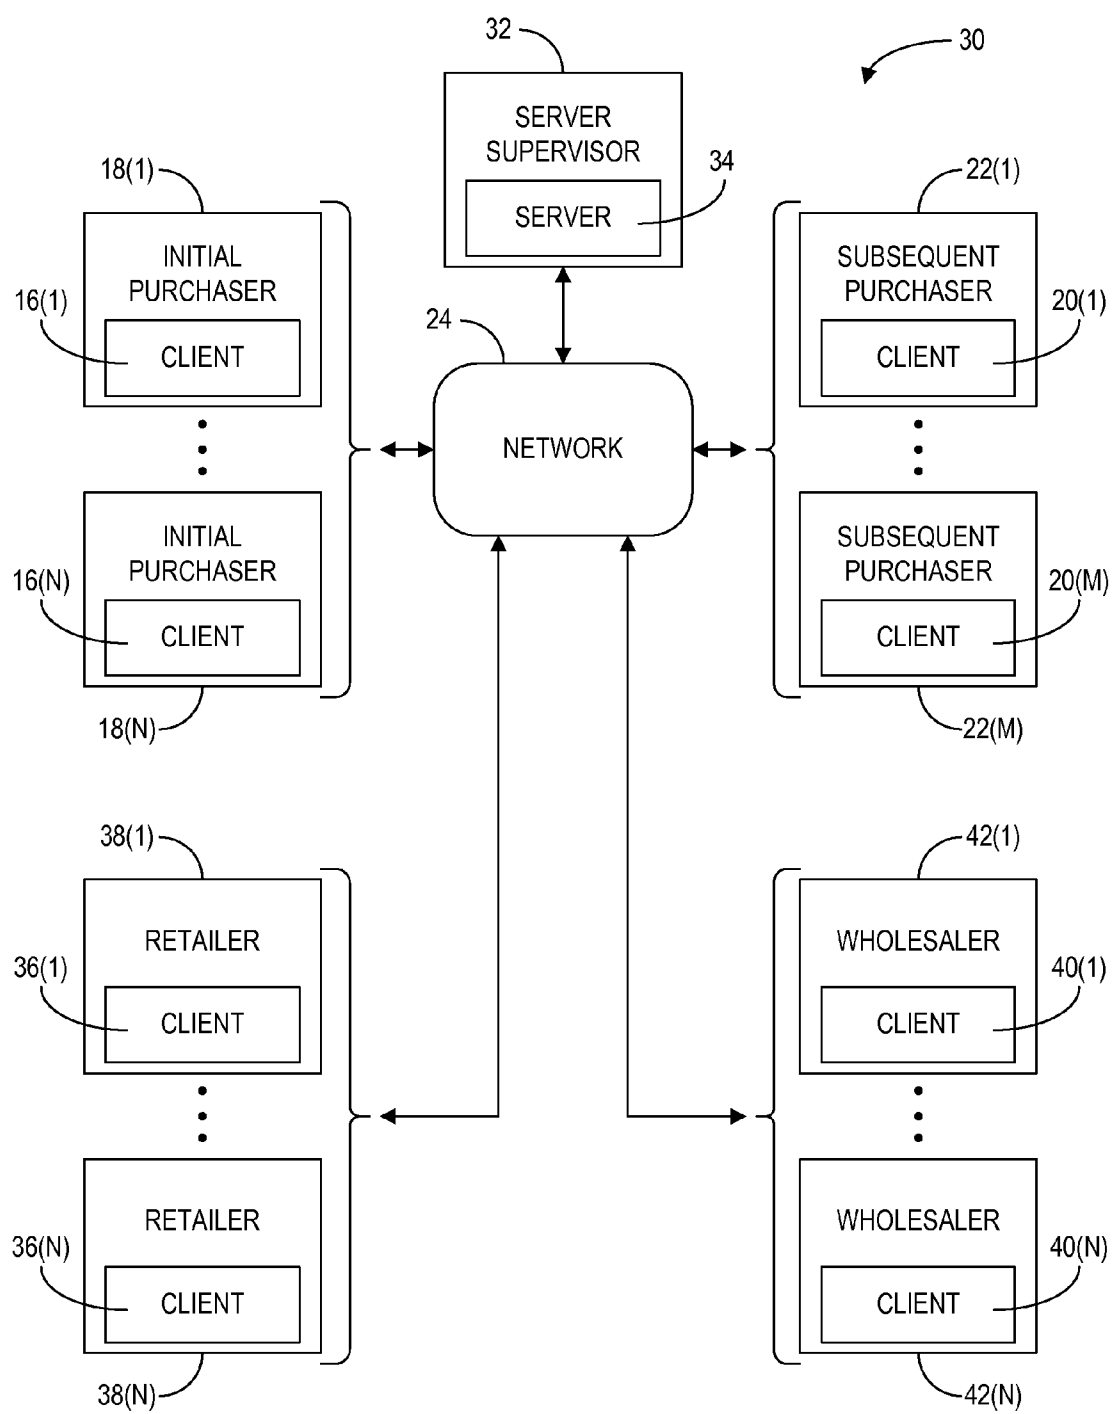 32
30
SERVER
SUPERVISOR
34
SERVER
18(1)
22(1)
INITIAL
PURCHASER
SUBSEQUENT
PURCHASER
16(1)
20(1)
CLIENT
CLIENT
24
NETWORK
INITIAL
PURCHASER
SUBSEQUENT
PURCHASER
16(N)
20(M)
CLIENT
CLIENT
18(N)
22(M)
38(1)
42(1)
RETAILER
WHOLESALER
36(1)
40(1)
CLIENT
CLIENT
RETAILER
WHOLESALER
36(N)
40(N)
CLIENT
CLIENT
38(N)
42(N)